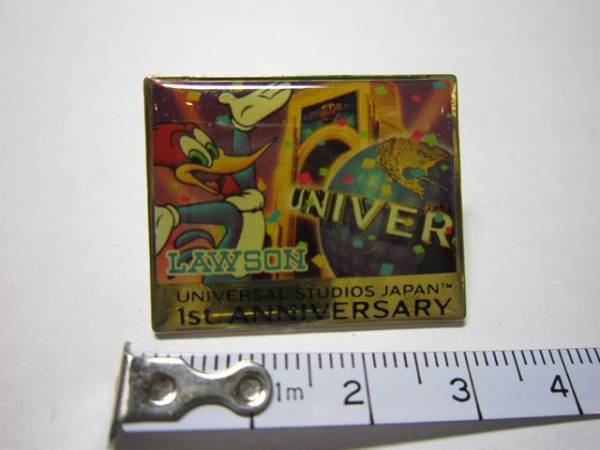 UNIVER
LAWSON
UNIVERSAL STUDIOS JAPAN™
1st. ANNIVERSARY
1m 2 3 4